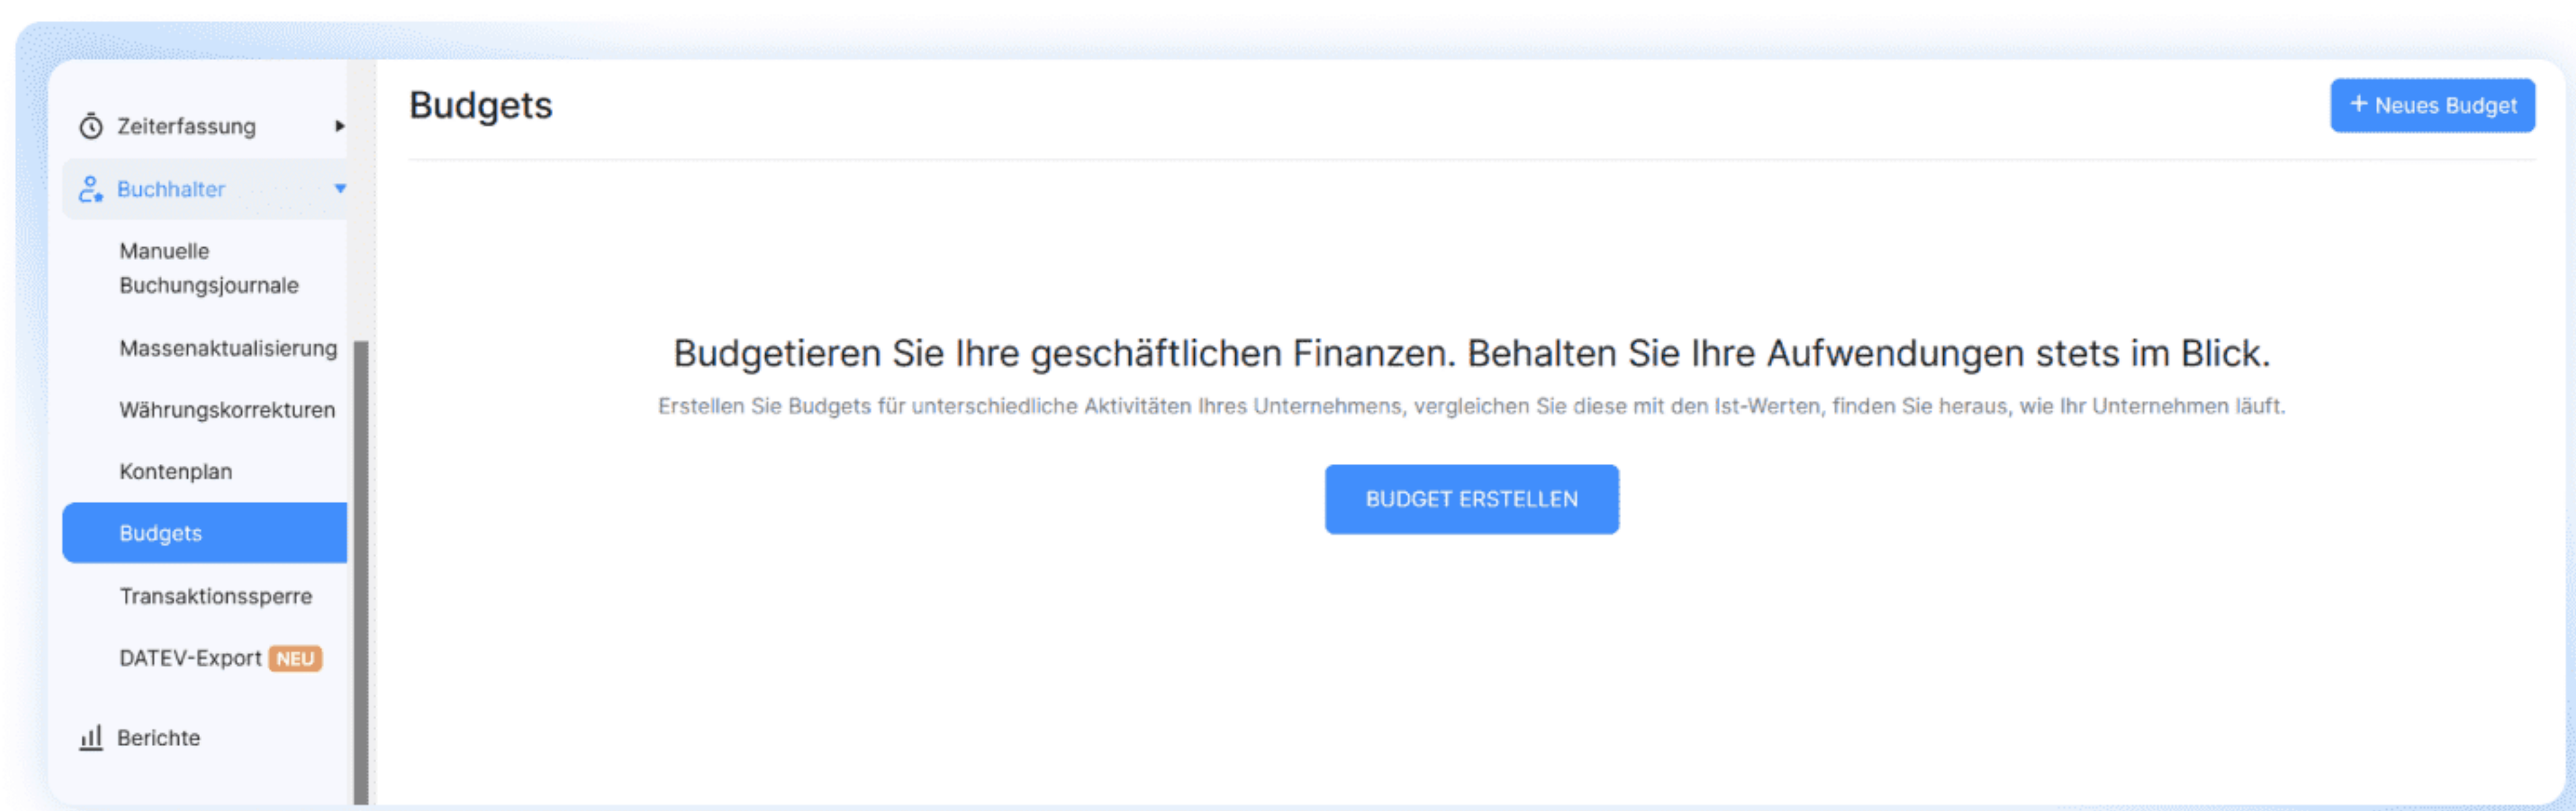 Zeiterfassung
Buchhalter
Manuelle
Buchungsjournale
Massenaktualisierung
Währungskorrekturen
Kontenplan
Budgets
Transaktionssperre
DATEV-Export NEU
Berichte
Budgets
+ Neues Budget
Budgetieren Sie Ihre geschäftlichen Finanzen. Behalten Sie Ihre Aufwendungen stets im Blick.
Erstellen Sie Budgets für unterschiedliche Aktivitäten Ihres Unternehmens, vergleichen Sie diese mit den Ist-Werten, finden Sie heraus, wie Ihr Unternehmen läuft.
BUDGET ERSTELLEN